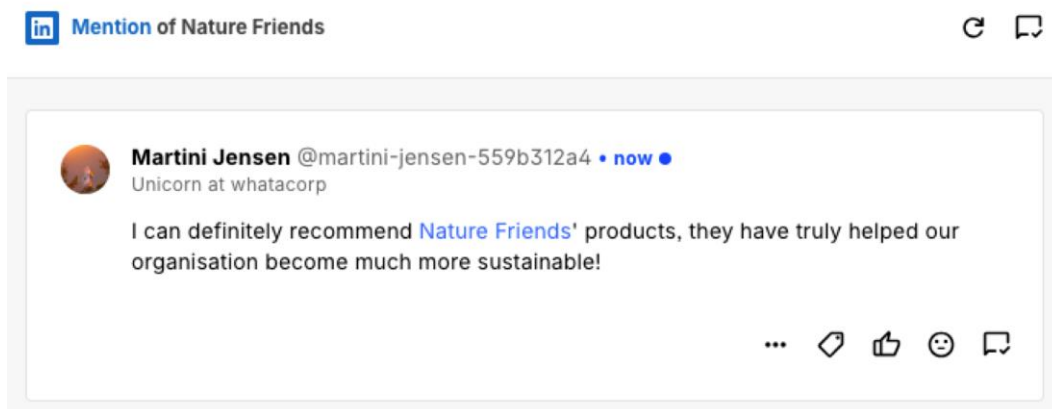 in Mention of Nature Friends
Martini Jensen @martini-jensen-559b312a4 • now
Unicorn at whatacorp
I can definitely recommend Nature Friends' products, they have truly helped our
organisation become much more sustainable!